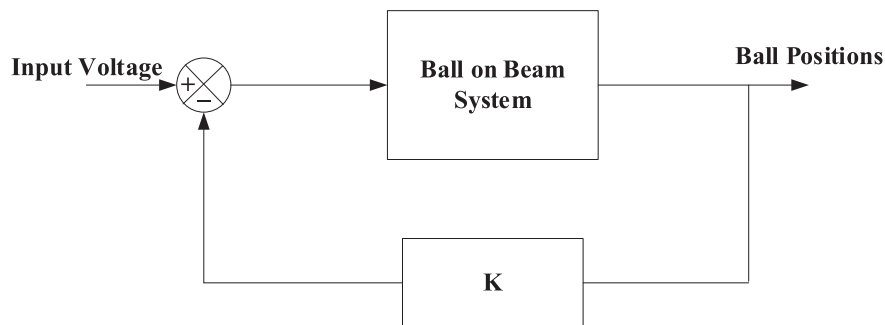 Input Voltage
+
−
Ball on Beam
System
Ball Positions
K